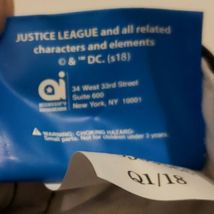 JUSTICE LEAGUE and all related
characters and elements
© & ™ DC. (s18)
ai
34 West 33rd Street
Suite 600
New York, NY 10001
WARNING: CHOKING HAZARD-
Small parts. Not for children under 3 years.
Q1/18